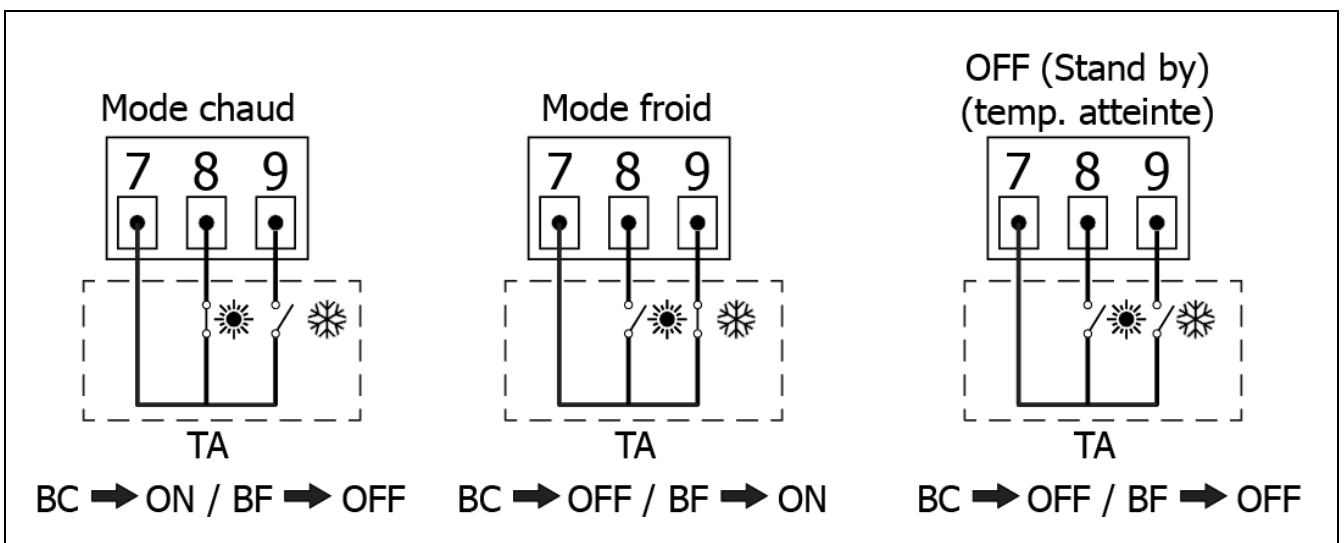 Mode chaud
7 8 9
TA
BC ➡ ON / BF ➡ OFF
Mode froid
7 8 9
TA
BC ➡ OFF / BF ➡ ON
OFF (Stand by)
(temp. atteinte)
7 8 9
TA
BC ➡ OFF / BF ➡ OFF